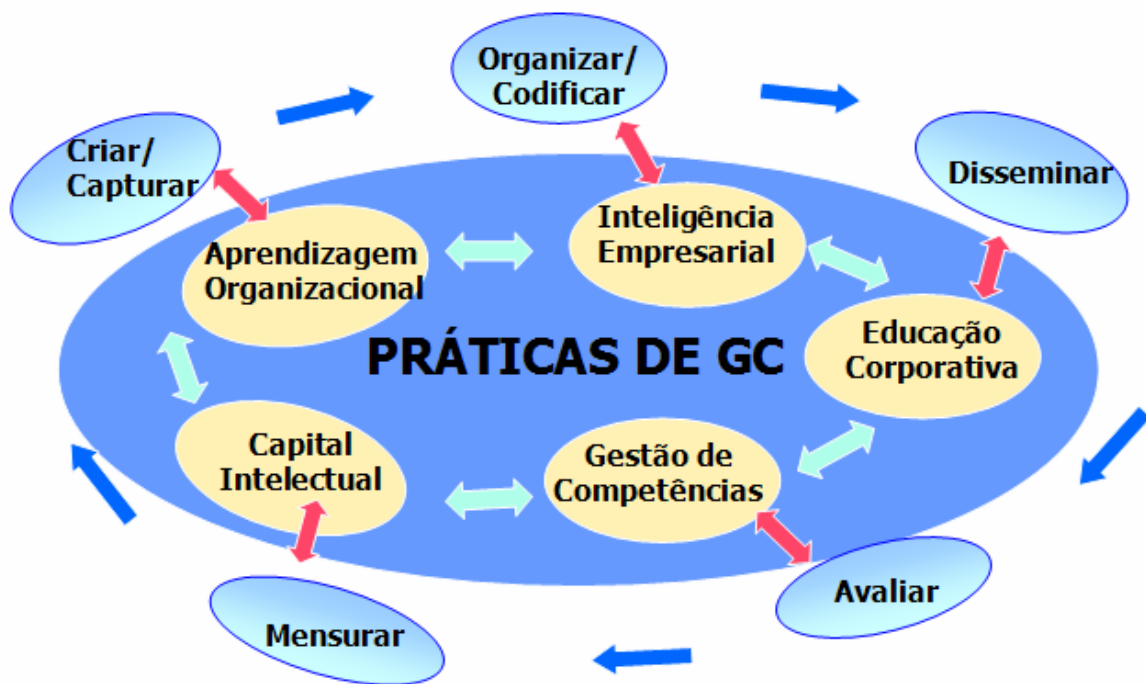 Organizar/
Codificar
Criar/
Capturar
Disseminar
Inteligência
Empresarial
Aprendizagem
Organizacional
Educação
Corporativa
PRÁTICAS DE GC
Capital
Intelectual
Gestão de
Competências
Avaliar
Mensurar